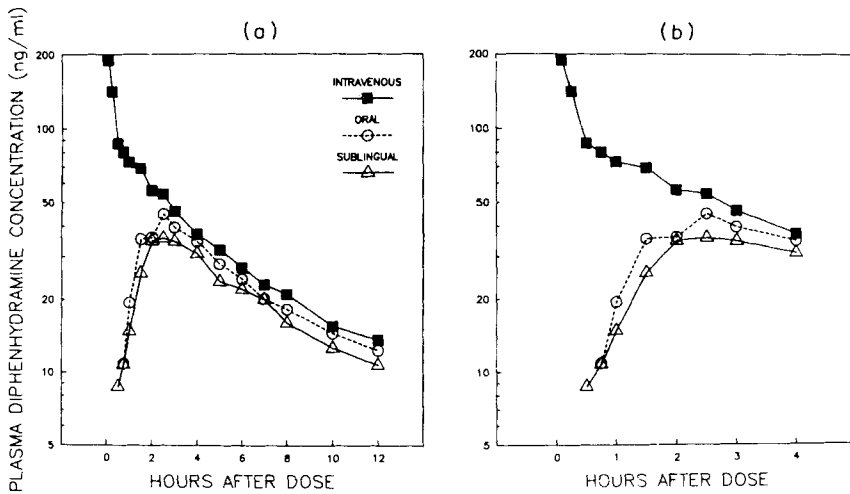 (a)
(b)
PLASMA DIPHENHYDRAMINE CONCENTRATION (ng/ml)
200
100
50
20
10
5
INTRAVENOUS
ORAL
SUBLINGUAL
0 2 4 6 8 10 12
HOURS AFTER DOSE
200
100
50
20
10
5
0 1 2 3 4
HOURS AFTER DOSE